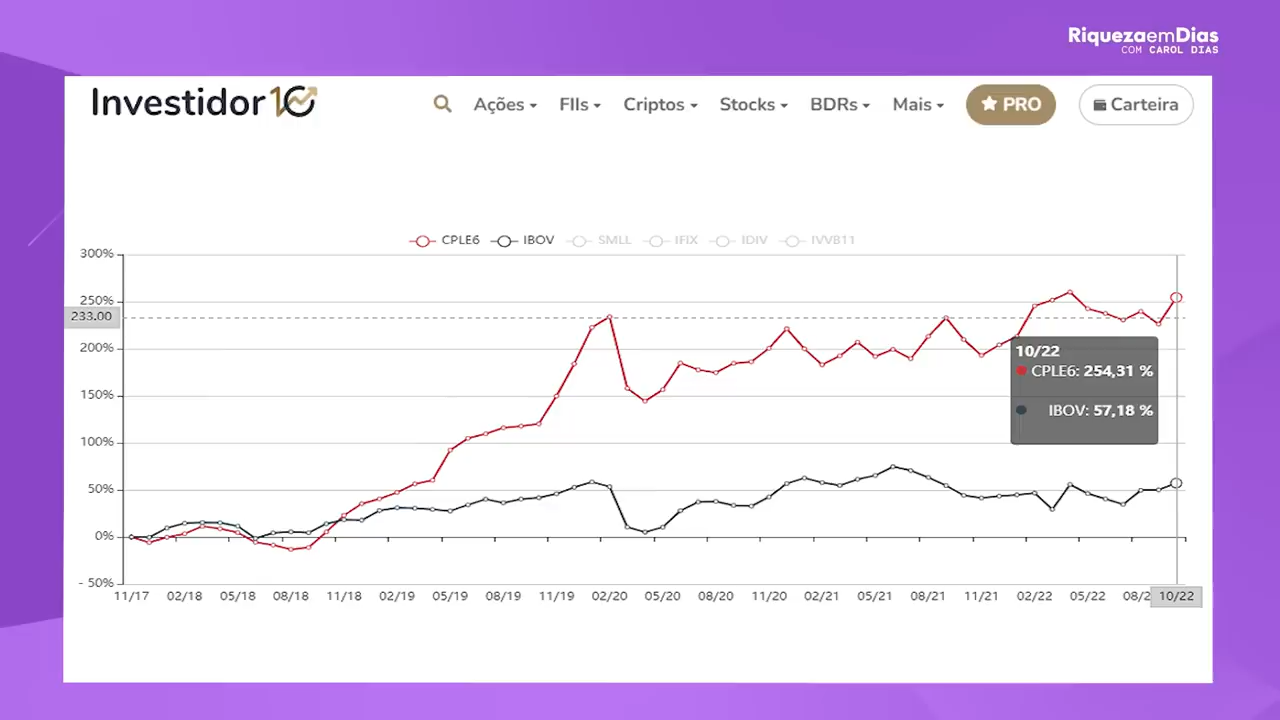 RiquezaemDias
COM CAROL DIAS
Investidor 10
Ações FIIs Criptos Stocks BDRs Mais PRO Carteira
CPLE6 IBOV SMLL IFIX IDIV IVVB11
300%
250%
233.00
200%
150%
100%
50%
0%
- 50%
10/22
CPLE6: 254,31 %
IBOV: 57,18 %
11/17 02/18 05/18 08/18 11/18 02/19 05/19 08/19 11/19 02/20 05/20 08/20 11/20 02/21 05/21 08/21 11/21 02/22 05/22 08/2 10/22